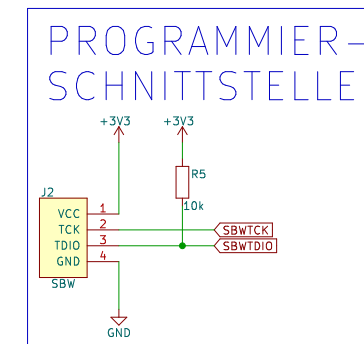 PROGRAMMIER-
SCHNITTSTELLE
+3V3 +3V3
R5
10k
J2
VCC 1
TCK 2
TDIO 3
GND 4
SBW
SBWTCK
SBWTDIO
GND